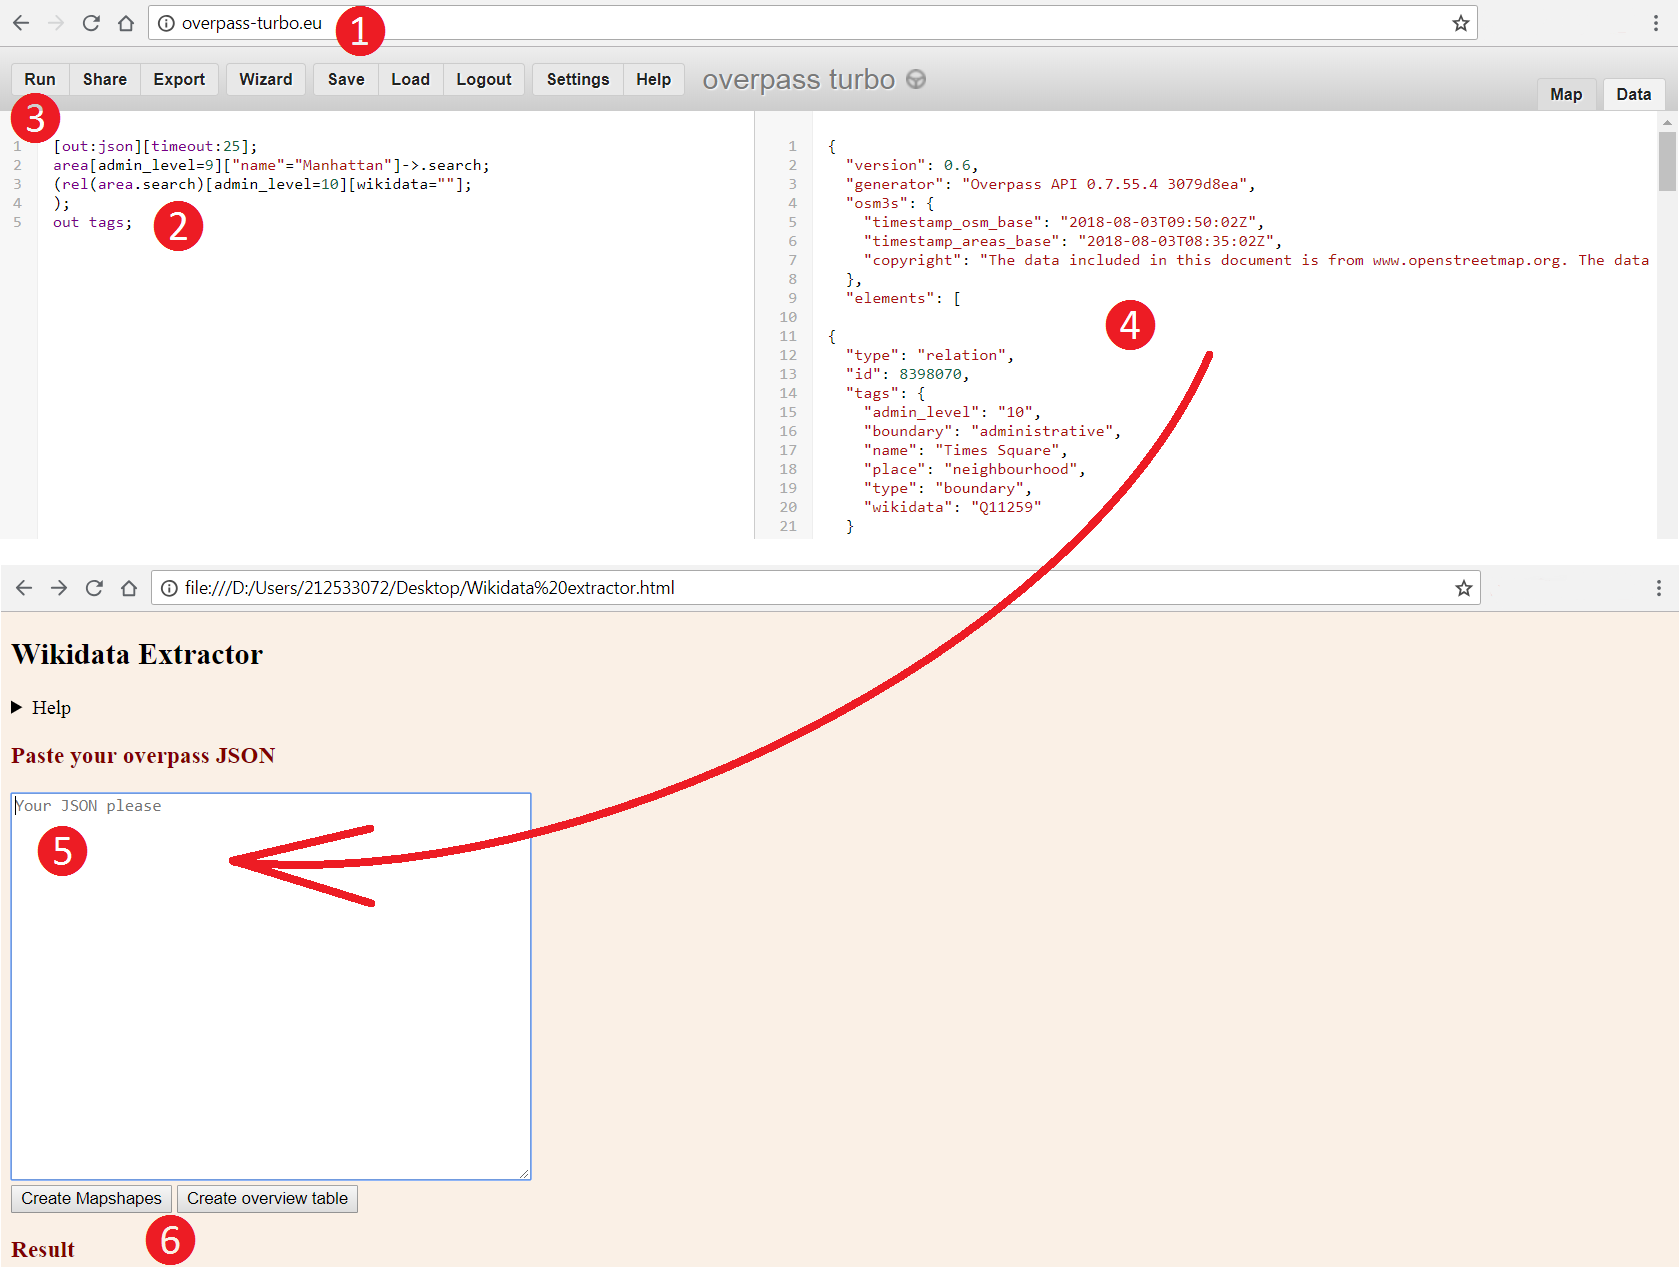 overpass-turbo.eu
1
Run Share Export Wizard Save Load Logout Settings Help overpass turbo
Map Data
3
1 [out:json][timeout:25];
2 area[admin_level=9]["name"="Manhattan"]->.search;
3 (rel(area.search)[admin_level=10][wikidata=""];
4 );
5 out tags;
2
1 {
2 "version": 0.6,
3 "generator": "Overpass API 0.7.55.4 3079d8ea",
4 "osm3s": {
5 "timestamp_osm_base": "2018-08-03T09:50:02Z",
6 "timestamp_areas_base": "2018-08-03T08:35:02Z",
7 "copyright": "The data included in this document is from www.openstreetmap.org. The data
8 },
9 "elements": [
10
11 {
12 "type": "relation",
13 "id": 8398070,
14 "tags": {
15 "admin_level": "10",
16 "boundary": "administrative",
17 "name": "Times Square",
18 "place": "neighbourhood",
19 "type": "boundary",
20 "wikidata": "Q11259"
21 }
4
file:///D:/Users/212533072/Desktop/Wikidata%20extractor.html
Wikidata Extractor
Help
Paste your overpass JSON
Your JSON please
5
Create Mapshapes Create overview table
6
Result